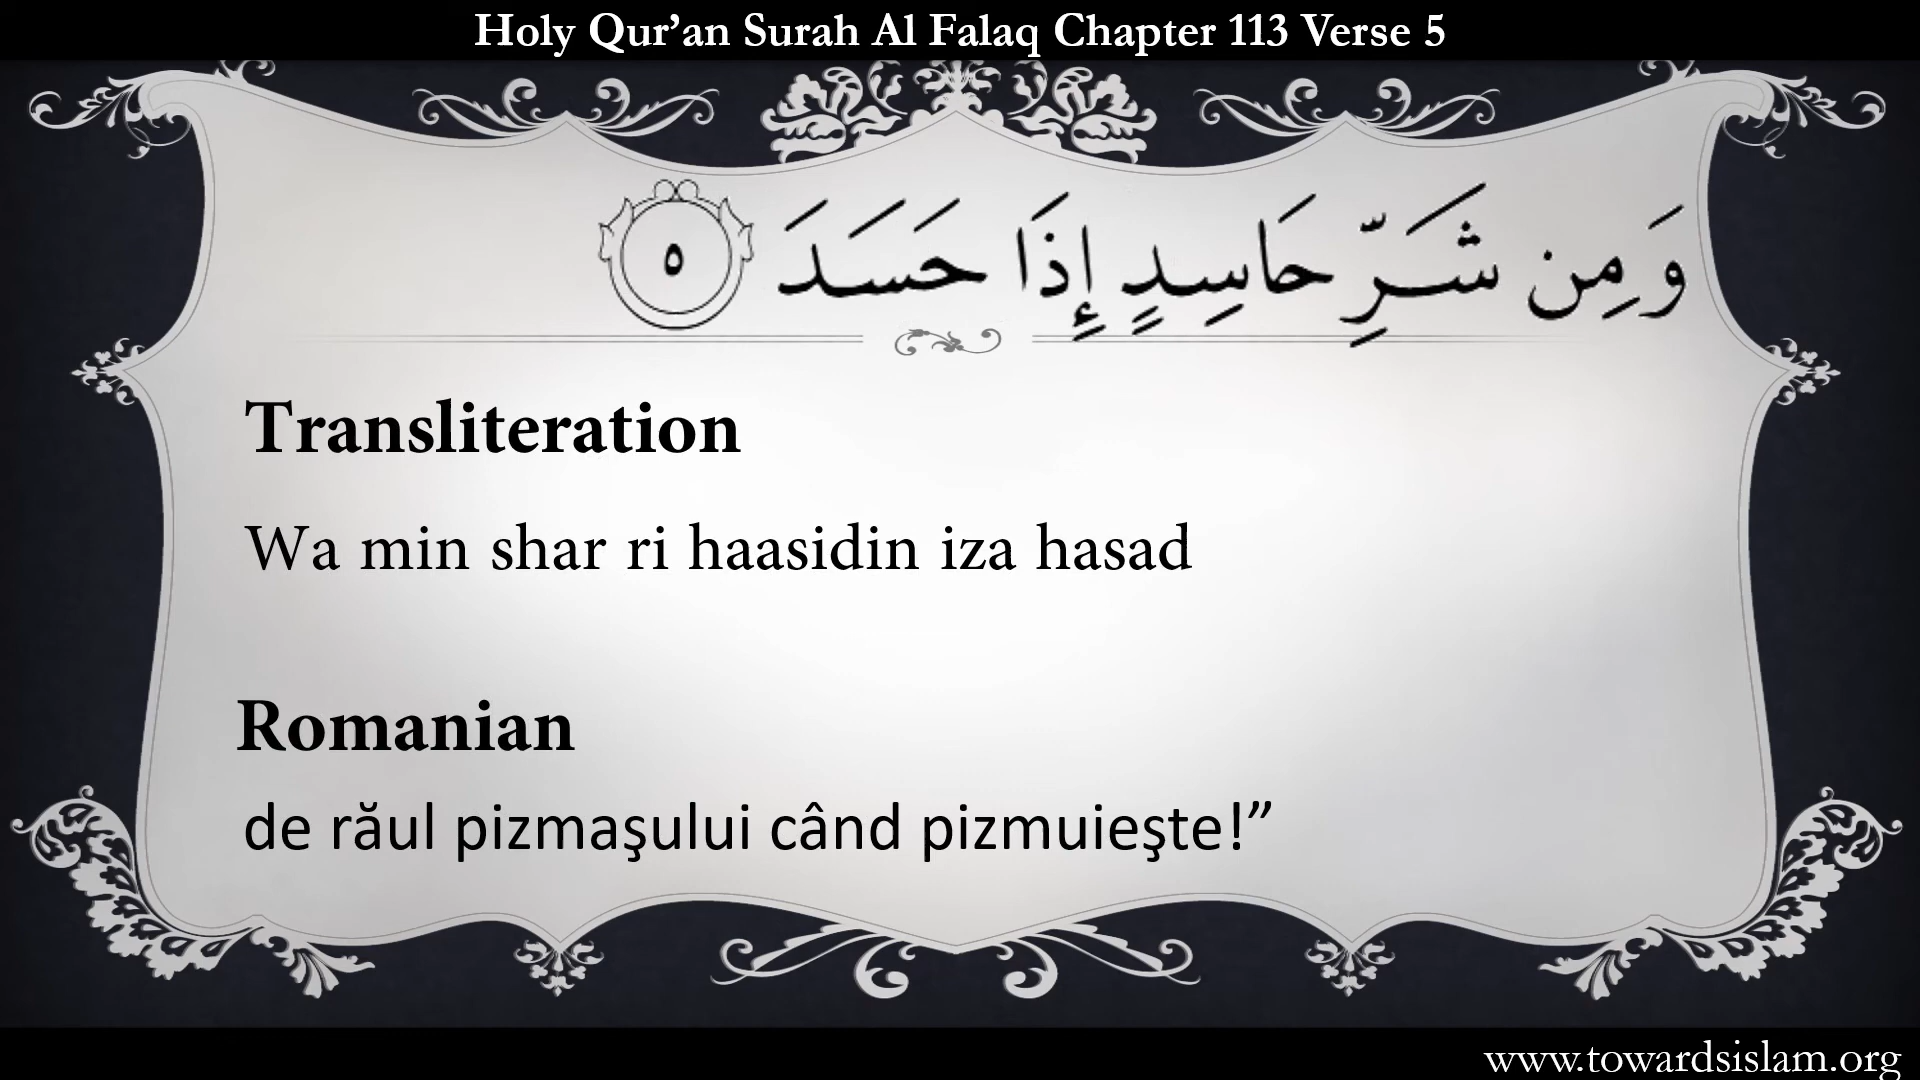 Holy Qur’an Surah Al Falaq Chapter 113 Verse 5
وَمِن شَرِّ حَاسِدٍ إِذَا حَسَدَ ٥
Transliteration
Wa min shar ri haasidin iza hasad
Romanian
de răul pizmaşului când pizmuieşte!”
www.towardsislam.org